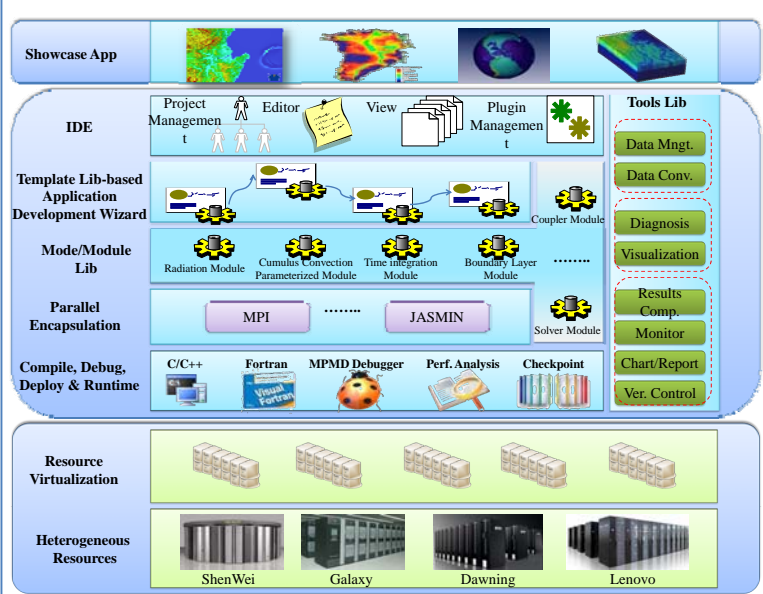 Showcase App
IDE
Project
Managemen
t
Editor
View
Plugin
Managemen
t
Tools Lib
Data Mngt.
Data Conv.
Diagnosis
Visualization
Results
Comp.
Monitor
Chart/Report
Ver. Control
Template Lib-based
Application
Development Wizard
Coupler Module
Mode/Module
Lib
Radiation Module
Cumulus Convection
Parameterized Module
Time integration
Module
Boundary Layer
Module
........
Parallel
Encapsulation
MPI
........
JASMIN
Solver Module
Compile, Debug,
Deploy & Runtime
C/C++
Fortran
Visual
Fortran
MPMD Debugger
Perf. Analysis
Checkpoint
Resource
Virtualization
Heterogeneous
Resources
ShenWei
Galaxy
Dawning
Lenovo